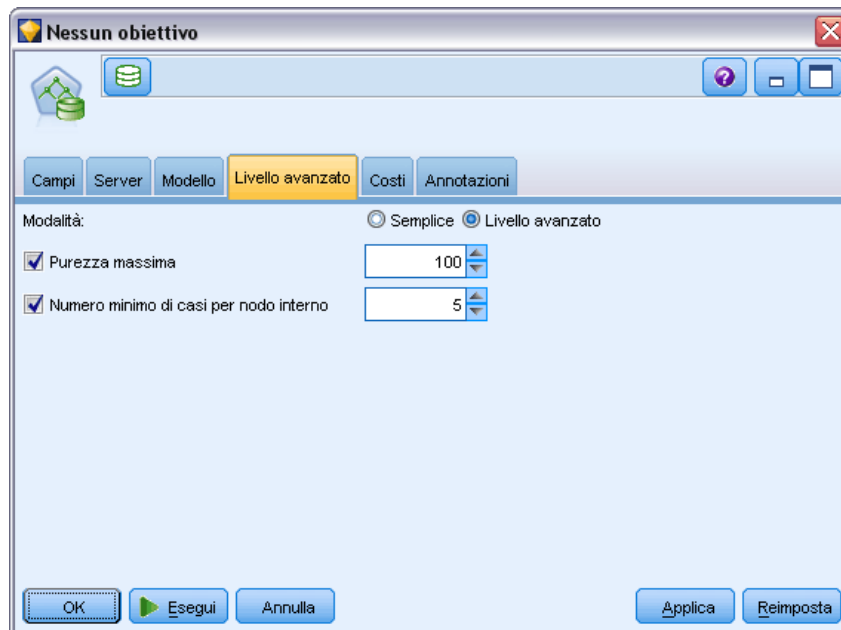 Nessun obiettivo
Campi Server Modello Livello avanzato Costi Annotazioni
Modalità: Semplice Livello avanzato
Purezza massima 100
Numero minimo di casi per nodo interno 5
OK Esegui Annulla Applica Reimposta